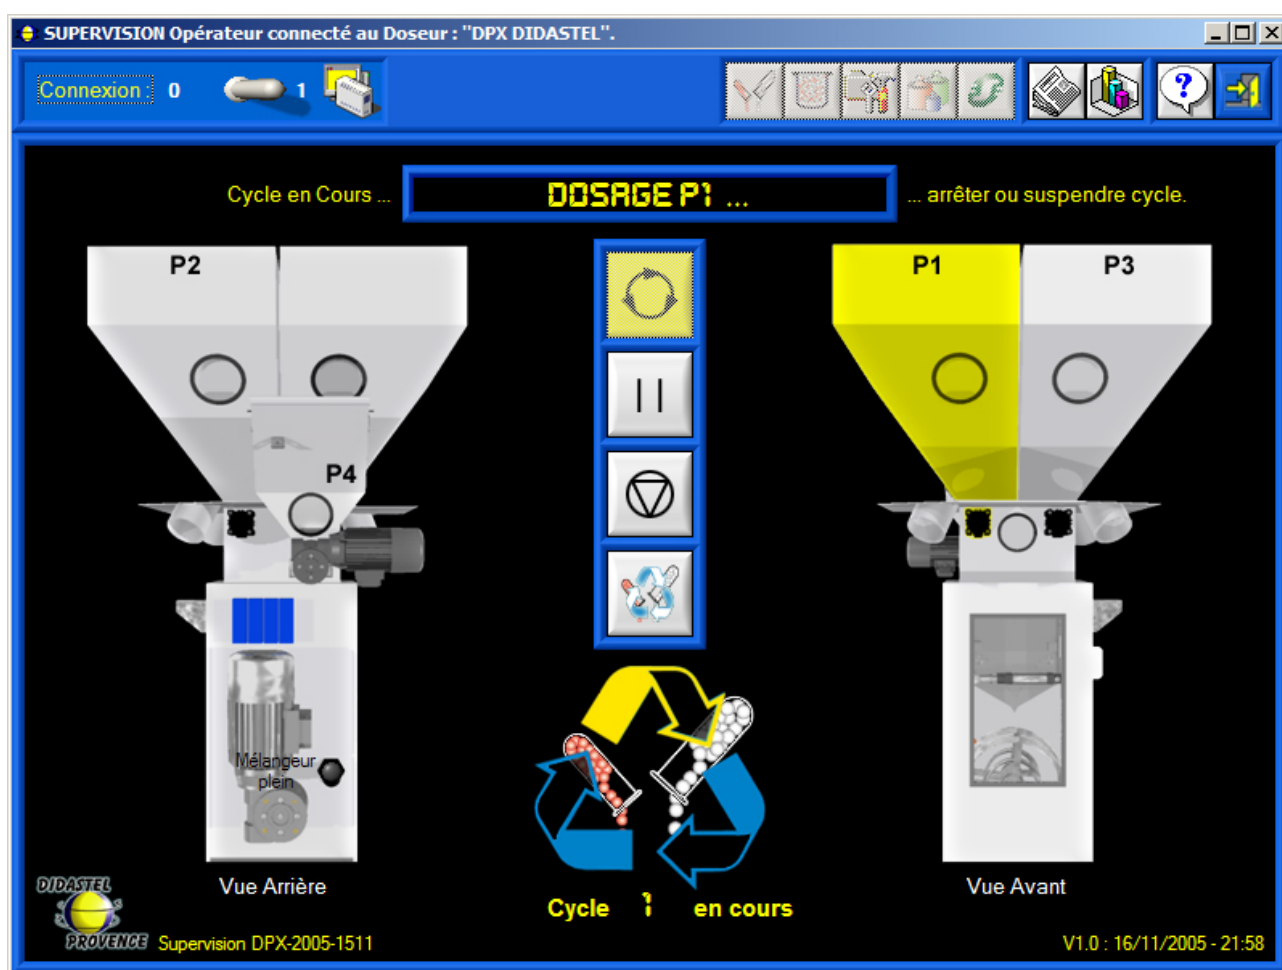 SUPERVISION Opérateur connecté au Doseur : "DPX DIDASTEL".
Connexion : 0 1
Cycle en Cours ... DOSAGE P1 ... ... arrêter ou suspendre cycle.
P2 P1 P3
P4
Mélangeur
plein
Vue Arrière Vue Avant
Cycle 1 en cours
DIDASTEL
PROVENCE
Supervision DPX-2005-1511 V1.0 : 16/11/2005 - 21:58